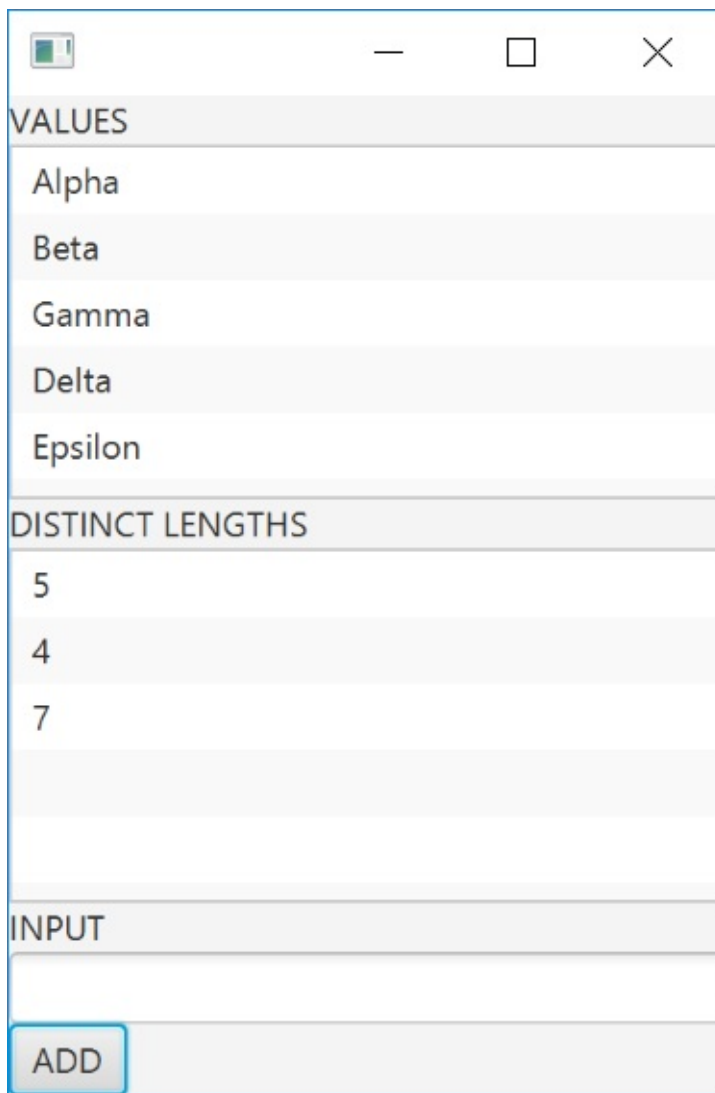 VALUES
Alpha
Beta
Gamma
Delta
Epsilon
DISTINCT LENGTHS
5
4
7
INPUT
ADD